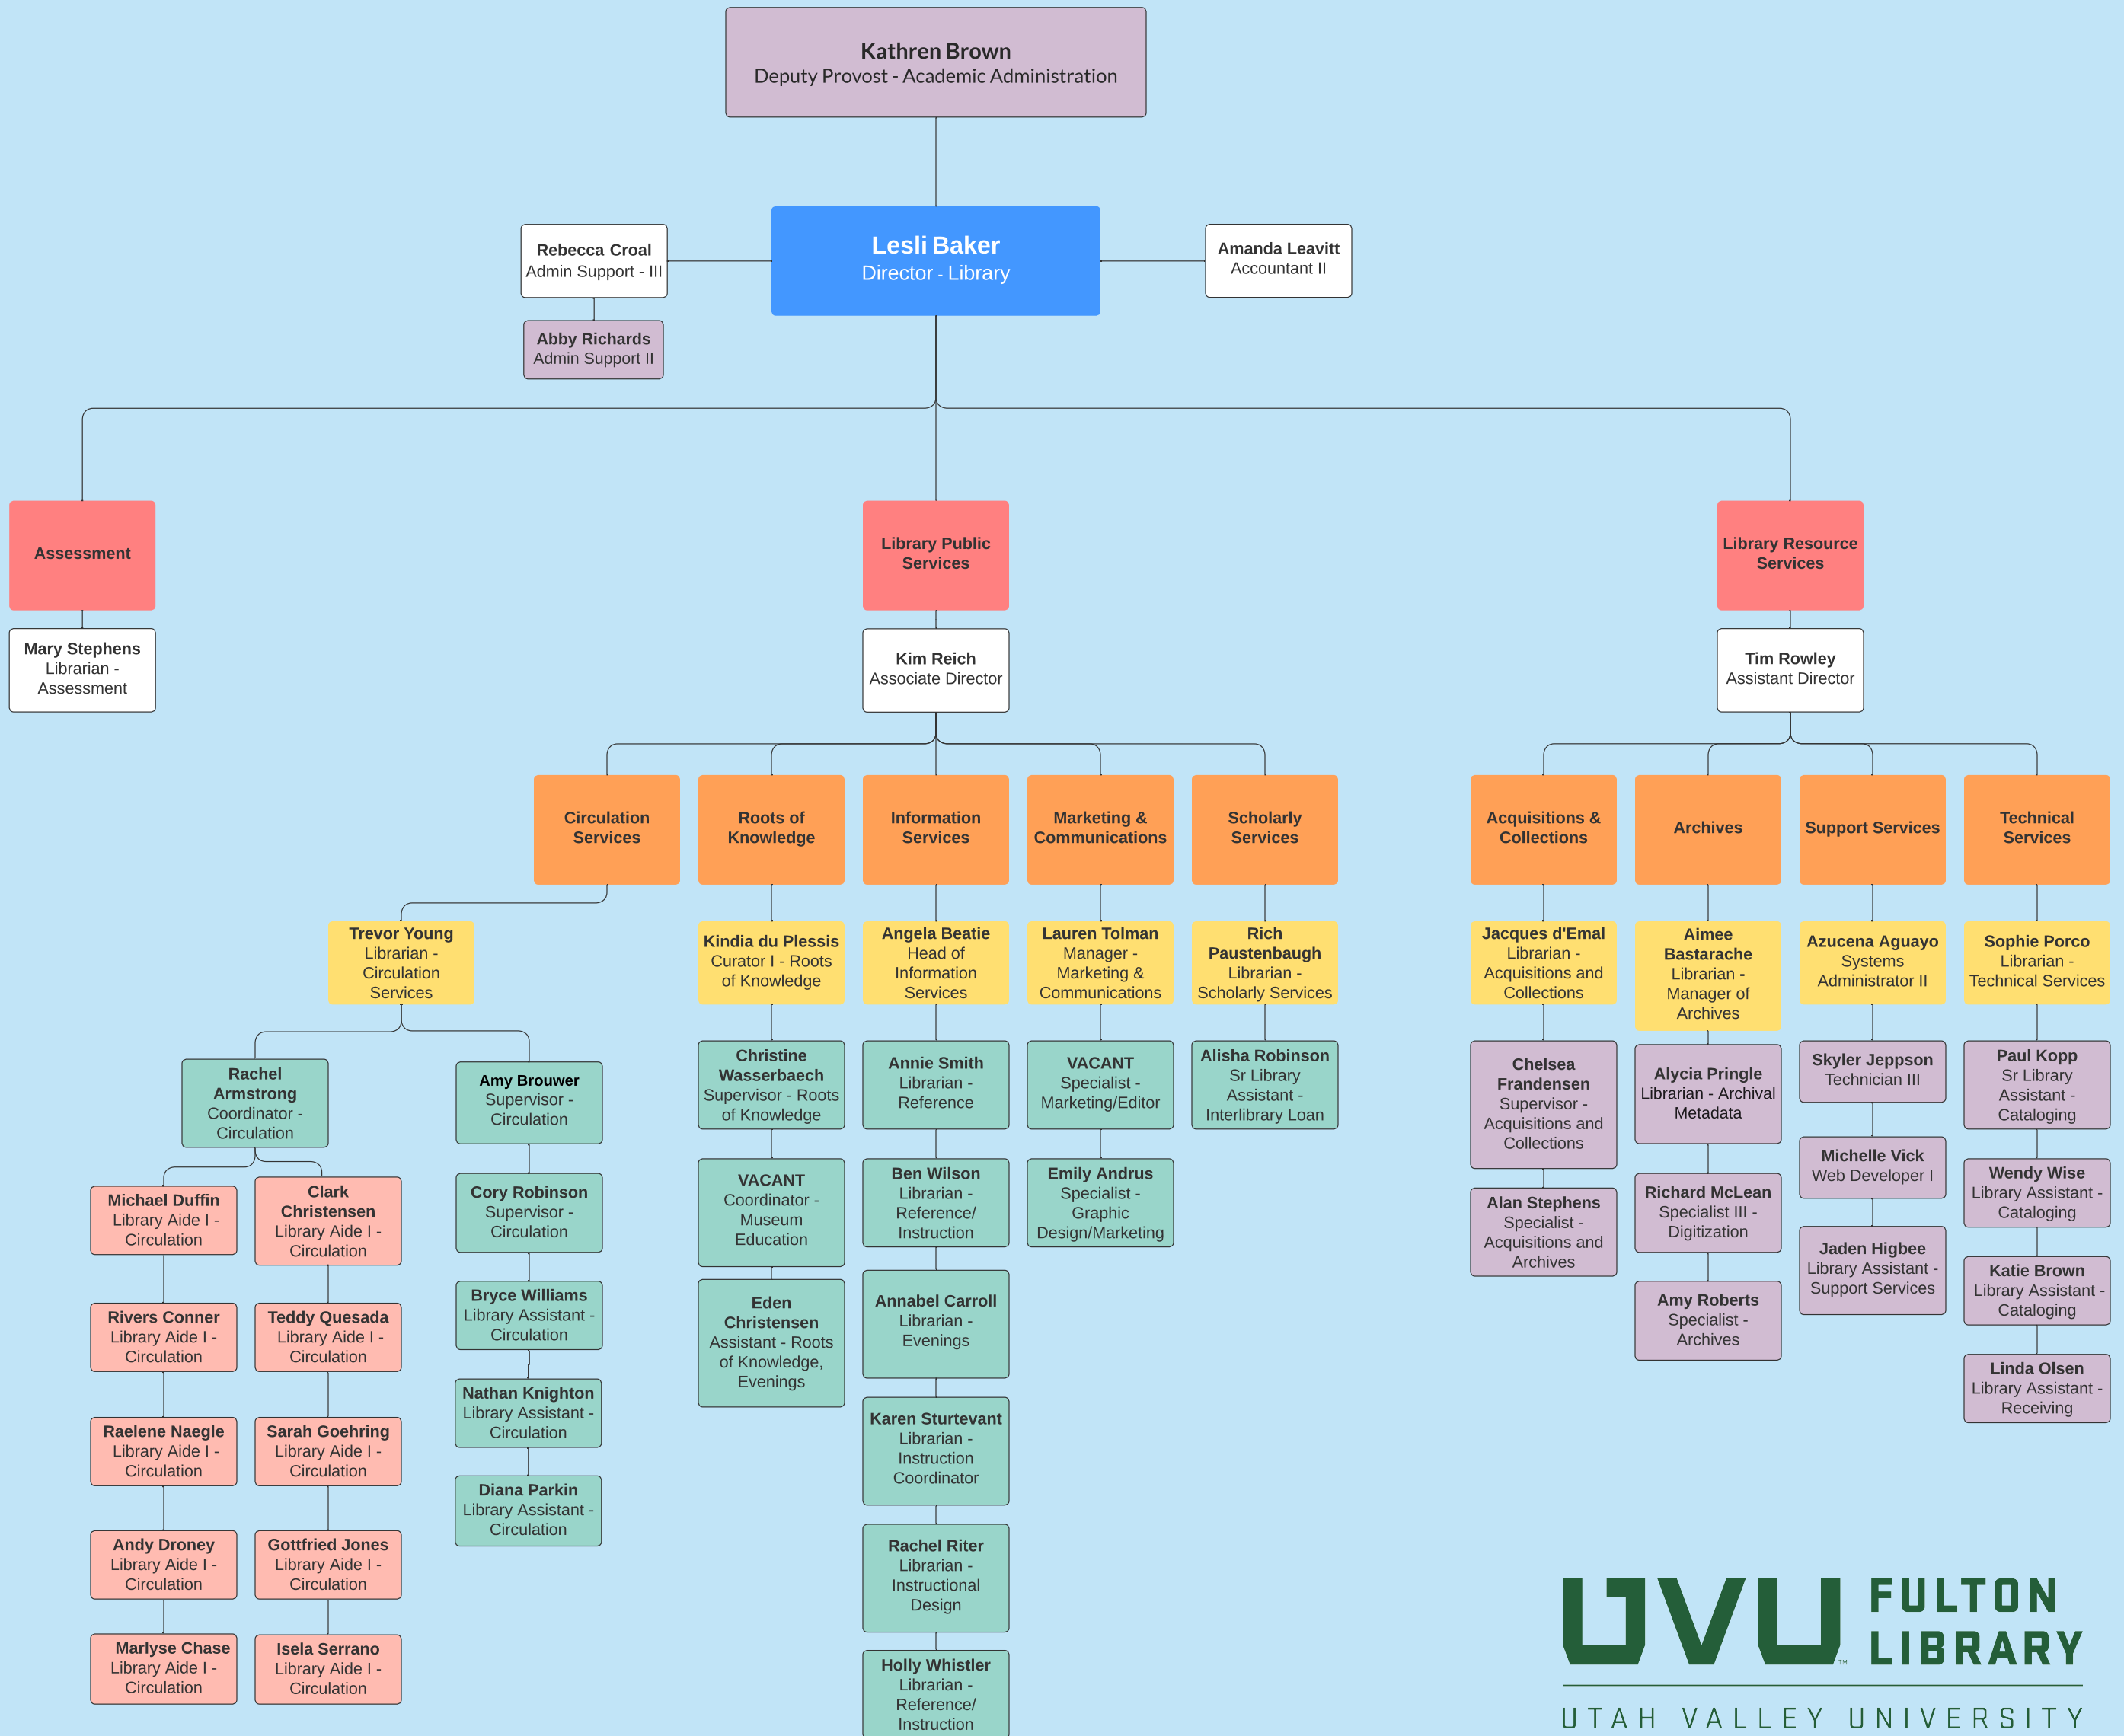 Kathren Brown
Deputy Provost - Academic Administration
Rebecca Croal
Admin Support - III
Lesli Baker
Director - Library
Amanda Leavitt
Accountant II
Abby Richards
Admin Support II
Assessment
Library Public
Services
Library Resource
Services
Mary Stephens
Librarian -
Assessment
Kim Reich
Associate Director
Tim Rowley
Assistant Director
Circulation
Services
Roots of
Knowledge
Information
Services
Marketing &
Communications
Scholarly
Services
Acquisitions &
Collections
Archives
Support Services
Technical
Services
Trevor Young
Librarian -
Circulation
Services
Kindia du Plessis
Curator I - Roots
of Knowledge
Angela Beatie
Head of
Information
Services
Lauren Tolman
Manager -
Marketing &
Communications
Rich
Paustenbaugh
Librarian -
Scholarly Services
Jacques d'Emal
Librarian -
Acquisitions and
Collections
Aimee
Bastarache
Librarian -
Manager of
Archives
Azucena Aguayo
Systems
Administrator II
Sophie Porco
Librarian -
Technical Services
Rachel
Armstrong
Coordinator -
Circulation
Michael Duffin
Library Aide I -
Circulation
Rivers Conner
Library Aide I -
Circulation
Raelene Naegle
Library Aide I -
Circulation
Andy Droney
Library Aide I -
Circulation
Marlyse Chase
Library Aide I -
Circulation
Clark
Christensen
Library Aide I -
Circulation
Teddy Quesada
Library Aide I -
Circulation
Sarah Goehring
Library Aide I -
Circulation
Gottfried Jones
Library Aide I -
Circulation
Isela Serrano
Library Aide I -
Circulation
Amy Brouwer
Supervisor -
Circulation
Cory Robinson
Supervisor -
Circulation
Bryce Williams
Library Assistant -
Circulation
Nathan Knighton
Library Assistant -
Circulation
Diana Parkin
Library Assistant -
Circulation
Christine
Wasserbaech
Supervisor - Roots
of Knowledge
VACANT
Coordinator -
Museum
Education
Eden
Christensen
Assistant - Roots
of Knowledge,
Evenings
Annie Smith
Librarian -
Reference
Ben Wilson
Librarian -
Reference/
Instruction
Annabel Carroll
Librarian -
Evenings
Karen Sturtevant
Librarian -
Instruction
Coordinator
Rachel Riter
Librarian -
Instructional
Design
Holly Whistler
Librarian -
Reference/
Instruction
VACANT
Specialist -
Marketing/Editor
Emily Andrus
Specialist -
Graphic
Design/Marketing
Alisha Robinson
Sr Library
Assistant -
Interlibrary Loan
Chelsea
Frandensen
Supervisor -
Acquisitions and
Collections
Alan Stephens
Specialist -
Acquisitions and
Archives
Alycia Pringle
Librarian - Archival
Metadata
Richard McLean
Specialist III -
Digitization
Amy Roberts
Specialist -
Archives
Skyler Jeppson
Technician III
Michelle Vick
Web Developer I
Jaden Higbee
Library Assistant -
Support Services
Paul Kopp
Sr Library
Assistant -
Cataloging
Wendy Wise
Library Assistant -
Cataloging
Katie Brown
Library Assistant -
Cataloging
Linda Olsen
Library Assistant -
Receiving
UVU™
FULTON
LIBRARY
UTAH VALLEY UNIVERSITY